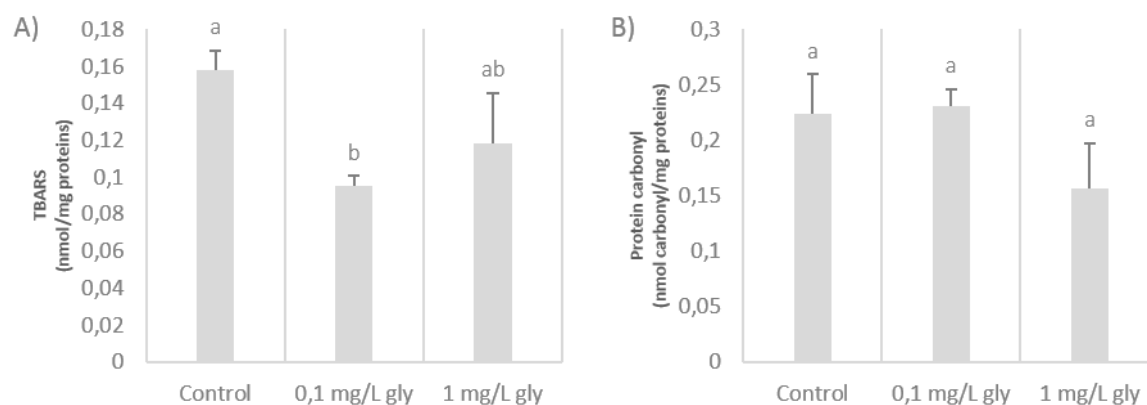 A)
TBARS
(nmol/mg proteins)
0,18
0,16
0,14
0,12
0,1
0,08
0,06
0,04
0,02
0
a
b
ab
Control
0,1 mg/L gly
1 mg/L gly
B)
Protein carbonyl
(nmol carbonyl/mg proteins)
0,3
0,25
0,2
0,15
0,1
0,05
0
a
a
a
Control
0,1 mg/L gly
1 mg/L gly